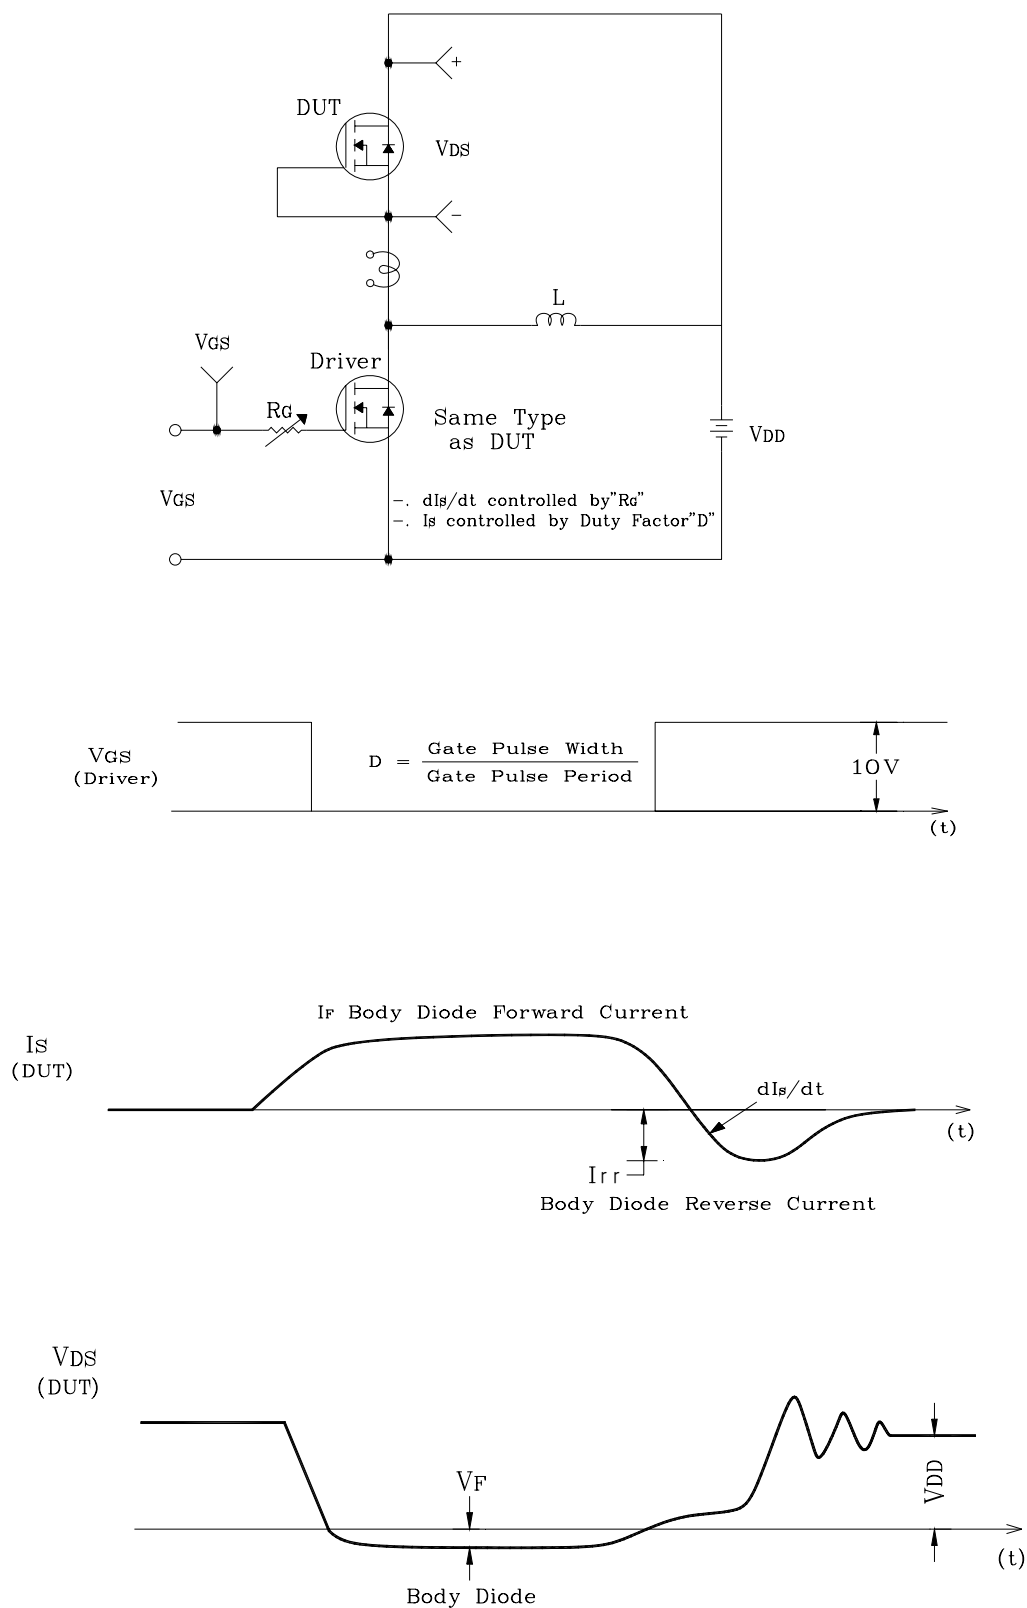 +
DUT
VDS
−
L
VGS
Driver
RG
Same Type
as DUT
VDD
VGS
−. dIs/dt controlled by"RG"
−. Is controlled by Duty Factor"D"
VGS
(Driver)
D = Gate Pulse Width
Gate Pulse Period
10V
(t)
IF Body Diode Forward Current
IS
(DUT)
dIs/dt
(t)
Irr
Body Diode Reverse Current
VDS
(DUT)
VF
VDD
(t)
Body Diode